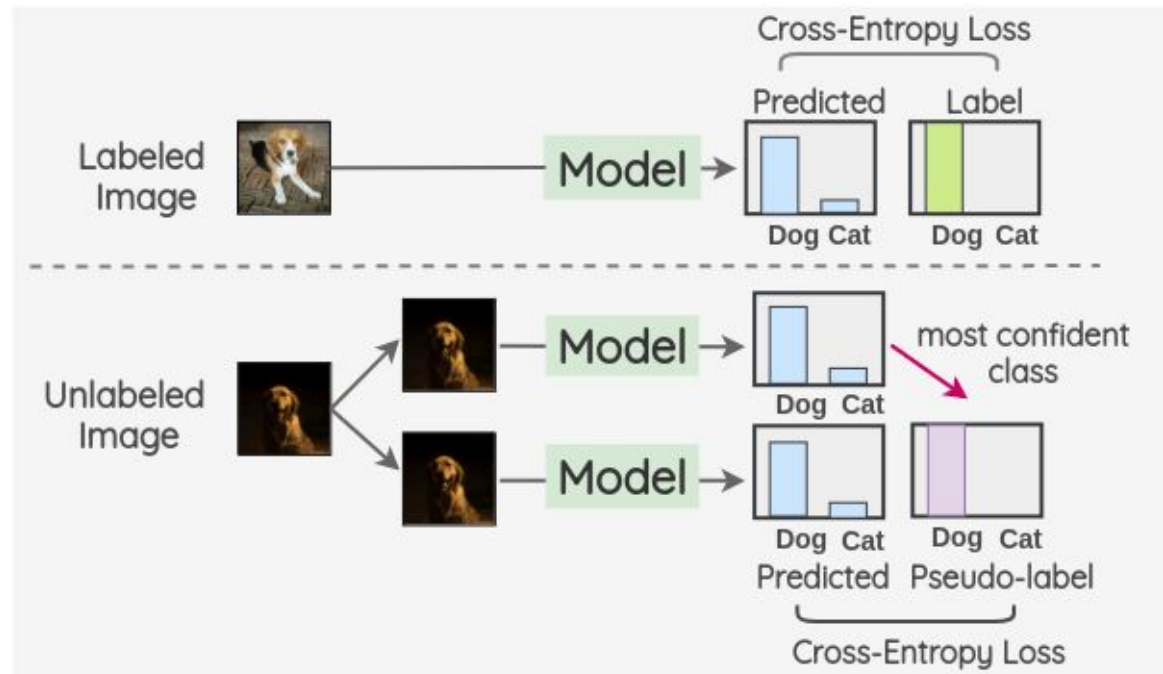 Cross-Entropy Loss
Predicted Label
Labeled
Image
Model
Dog Cat Dog Cat
Unlabeled
Image
Model
most confident
class
Dog Cat
Model
Dog Cat Dog Cat
Predicted Pseudo-label
Cross-Entropy Loss